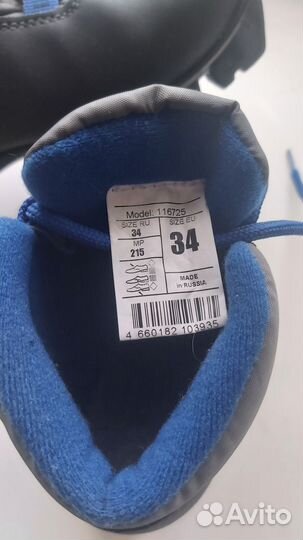 Model: 116725
SIZE RU SIZE EU
34 34
MP
215
MADE
in RUSSIA
4 660182 103935
Avito